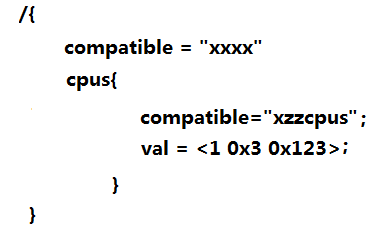 /{
compatible = "xxxx"
cpus{
compatible="xzzcpus";
val = <1 0x3 0x123>;
}
}